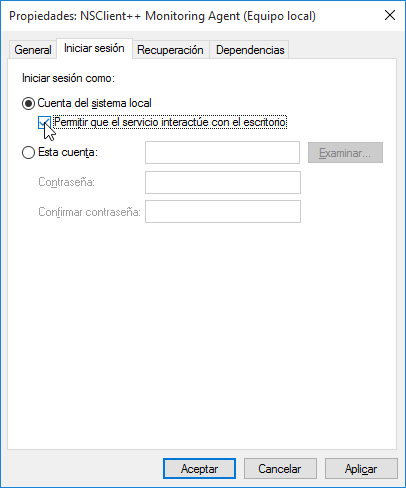 Propiedades: NSClient++ Monitoring Agent (Equipo local)
General Iniciar sesión Recuperación Dependencias
Iniciar sesión como:
Cuenta del sistema local
Permitir que el servicio interactúe con el escritorio
Esta cuenta: Examinar...
Contraseña:
Confirmar contraseña:
Aceptar Cancelar Aplicar